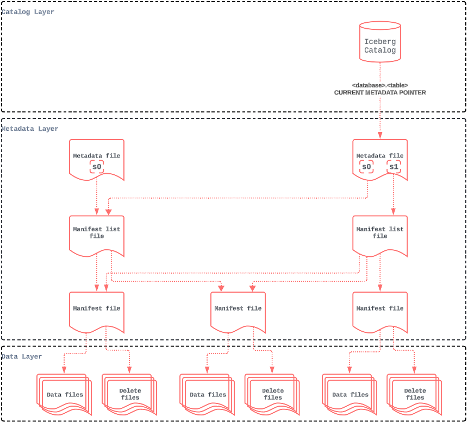 Catalog Layer
Iceberg
Catalog
<database>.<table>
CURRENT METADATA POINTER
Metadata Layer
Metadata file
s0
Metadata file
s0 s1
Manifest list
file
Manifest list
file
Manifest file
Manifest file
Manifest file
Data Layer
Data files
Delete
files
Data files
Delete
files
Data files
Delete
files